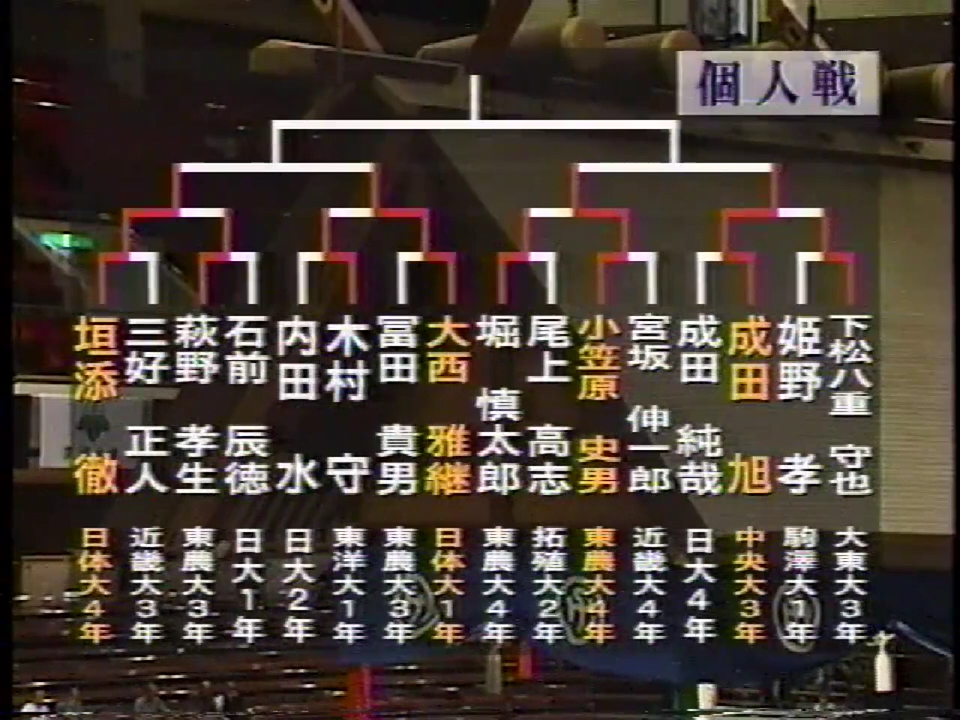 個人戦
垣添 徹 日体大4年
三好 正人 近畿大3年
萩野 孝生 東農大3年
石前 辰徳 日大1年
内田 水 日大2年
木村 守 東洋大1年
冨田 貴男 東農大3年
大西 雅継 日体大1年
堀 慎太郎 東農大4年
尾上 高志 拓殖大2年
小笠原 史男 東農大4年
宮坂 伸一郎 近畿大4年
成田 純哉 日大4年
成田 旭 中央大3年
姫野 孝 駒澤大1年
下松八重 守也 大東大3年